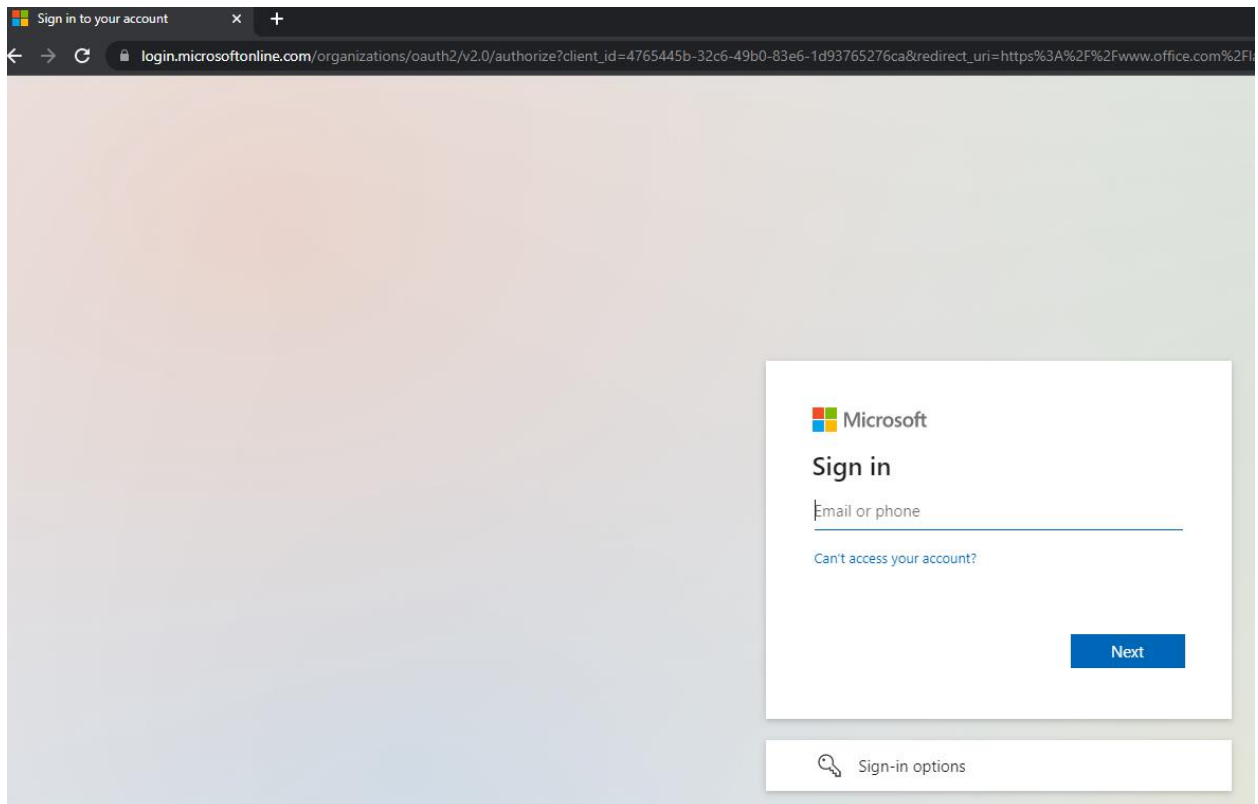 Sign in to your account
login.microsoftonline.com/organizations/oauth2/v2.0/authorize?client_id=4765445b-32c6-49b0-83e6-1d93765276ca&redirect_uri=https%3A%2F%2Fwww.office.com%2Fl
Microsoft
Sign in
Email or phone
Can't access your account?
Next
Sign-in options